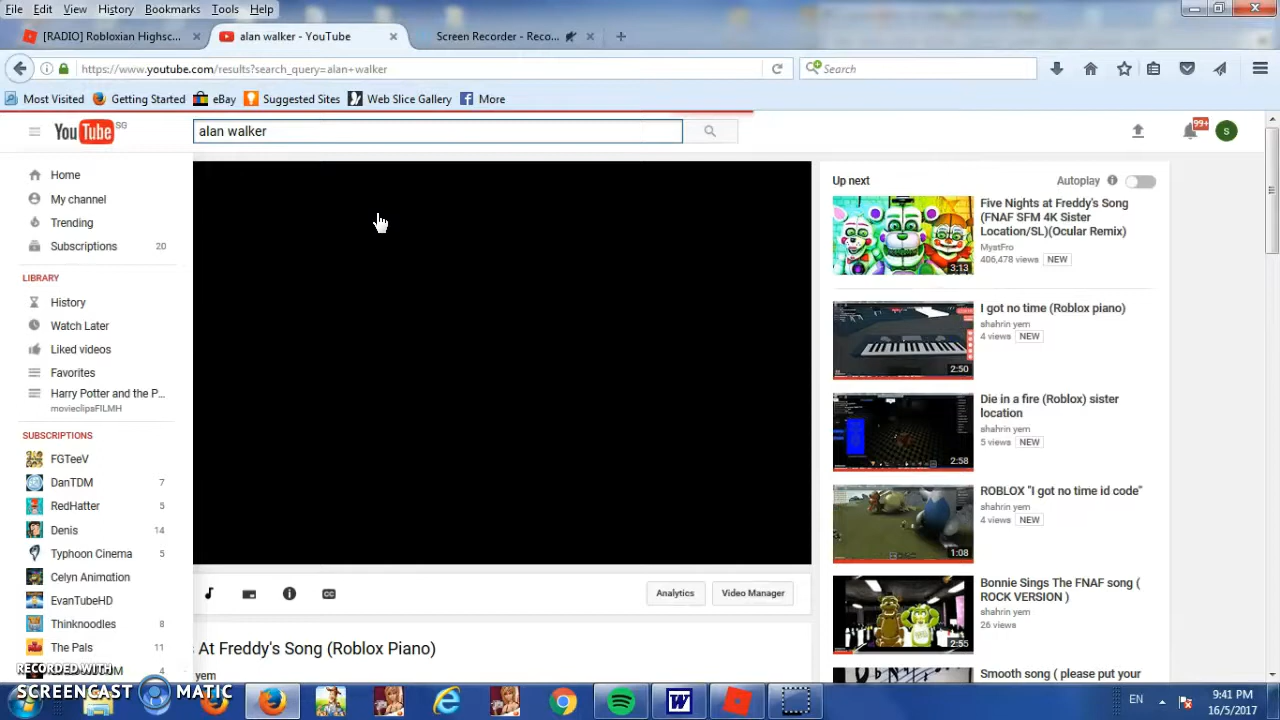 File Edit View History Bookmarks Tools Help
[RADIO] Robloxian Highsc...
alan walker - YouTube
Screen Recorder - Reco...
https://www.youtube.com/results?search_query=alan+walker
Search
Most Visited
Getting Started
eBay
Suggested Sites
Web Slice Gallery
More
YouTube SG
alan walker
99+
S
Home
My channel
Trending
Subscriptions 20
LIBRARY
History
Watch Later
Liked videos
Favorites
Harry Potter and the P...
movieclipsFILMH
SUBSCRIPTIONS
FGTeeV
DanTDM 7
RedHatter 5
Denis 14
Typhoon Cinema 5
Celyn Animation
EvanTubeHD
Thinknoodles 8
The Pals 11
CC
Analytics
Video Manager
At Freddy's Song (Roblox Piano)
yem
Up next
Autoplay
Five Nights at Freddy's Song
(FNAF SFM 4K Sister
Location/SL)(Ocular Remix)
MystFro
406,478 views NEW
3:13
I got no time (Roblox piano)
shahrin yem
4 views NEW
2:50
Die in a fire (Roblox) sister
location
shahrin yem
5 views NEW
2:58
ROBLOX "I got no time id code"
shahrin yem
4 views NEW
1:08
Bonnie Sings The FNAF song (
ROCK VERSION )
shahrin yem
26 views
2:55
Smooth song ( please put your
RECORDED WITH
SCREENCAST MATIC
EN
9:41 PM
16/5/2017